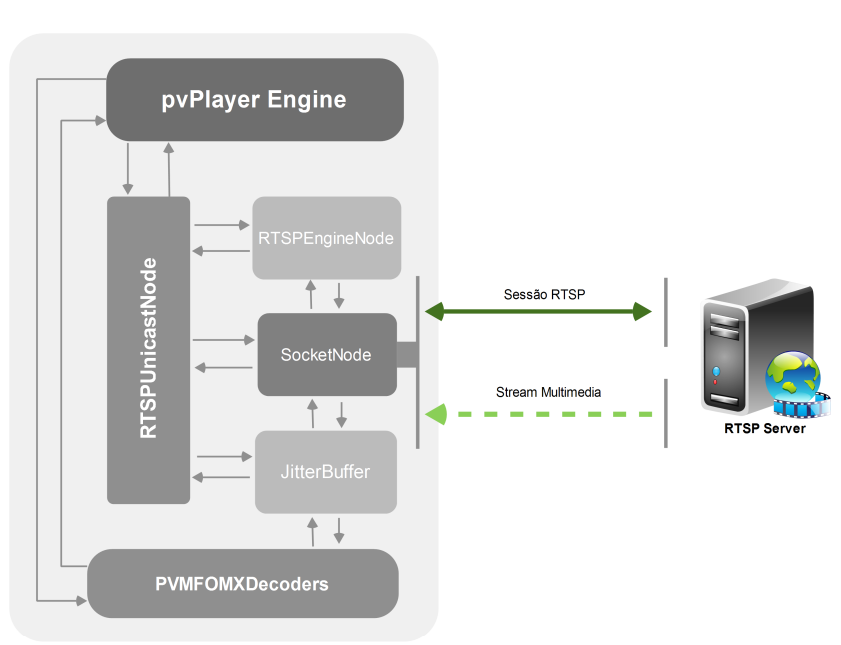 pvPlayer Engine
RTSPUnicastNode
RTSPEngineNode
SocketNode
JitterBuffer
PVMFOMXDecoders
Sessão RTSP
Stream Multimedia
RTSP Server